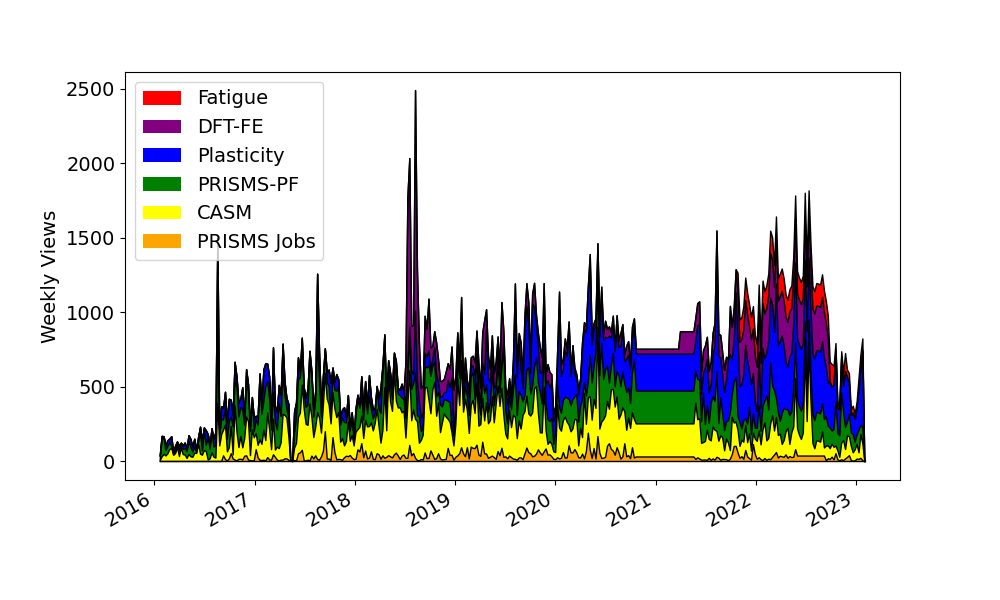 2500
2000
1500
1000
500
0
Weekly Views
Fatigue
DFT-FE
Plasticity
PRISMS-PF
CASM
PRISMS Jobs
2016
2017
2018
2019
2020
2021
2022
2023